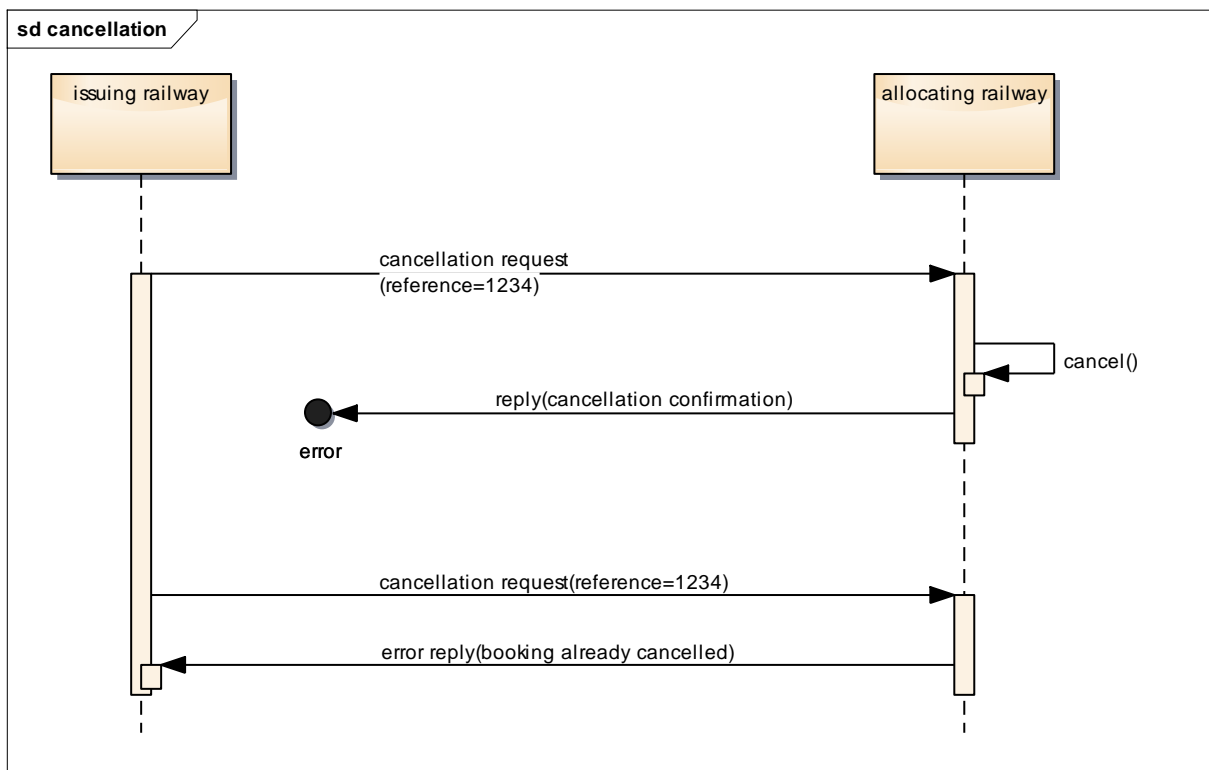 sd cancellation
issuing railway
allocating railway
cancellation request
(reference=1234)
cancel()
reply(cancellation confirmation)
error
cancellation request(reference=1234)
error reply(booking already cancelled)